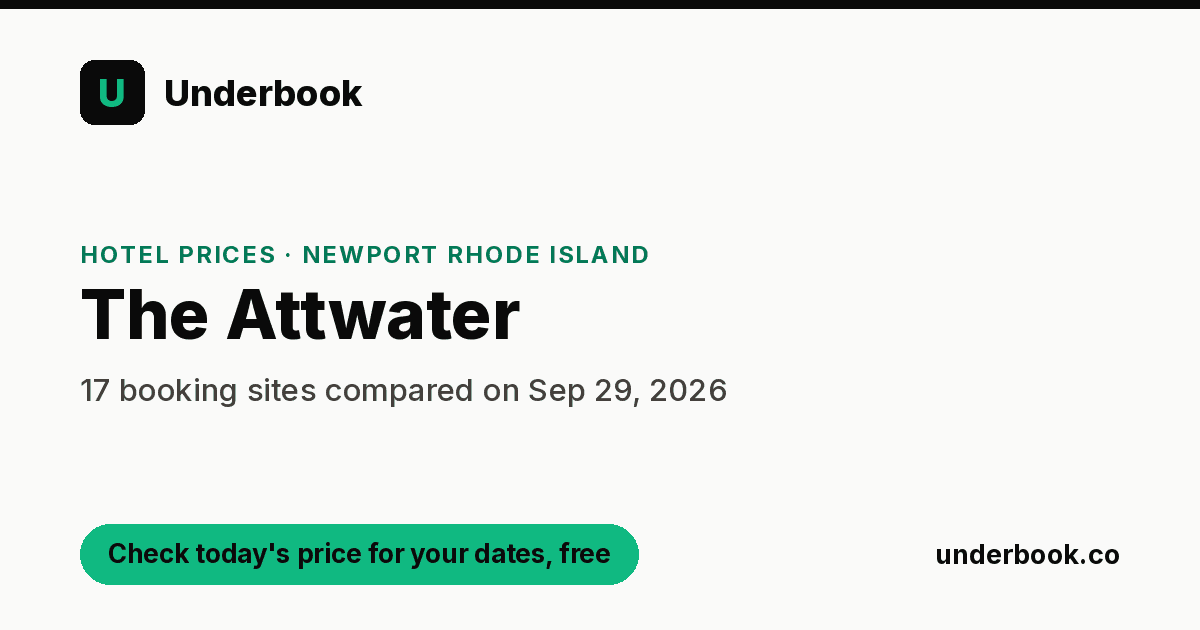 U Underbook
HOTEL PRICES · NEWPORT RHODE ISLAND
The Attwater
17 booking sites compared on Sep 29, 2026
Check today's price for your dates, free
underbook.co